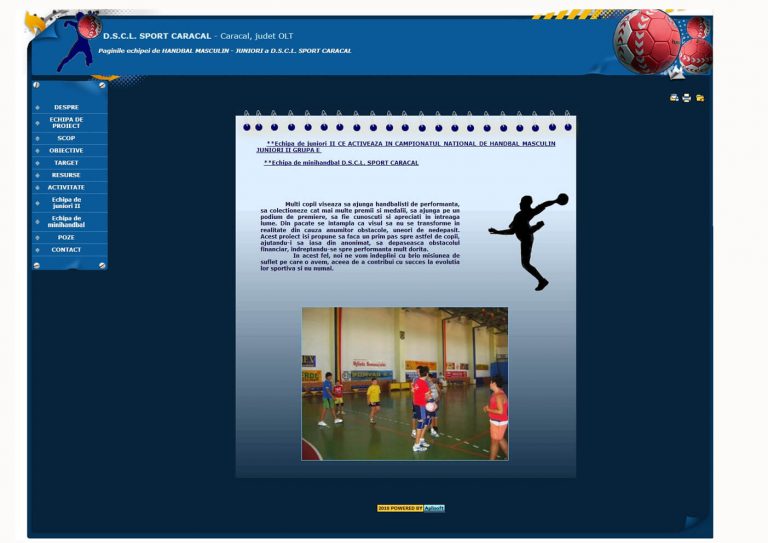 D.S.C.L. SPORT CARACAL - Caracal, judet OLT
Paginile echipei de HANDBAL MASCULIN - JUNIORI a D.S.C.L. SPORT CARACAL
DESPRE
ECHIPA DE
PROIECT
SCOP
OBIECTIVE
TARGET
RESURSE
ACTIVITATE
Echipa de
juniori II
Echipa de
minihandbal
POZE
CONTACT
**Echipa de juniori II CE ACTIVEAZA IN CAMPIONATUL NATIONAL DE HANDBAL MASCULIN
JUNIORI II GRUPA E
**Echipa de minihandbal D.S.C.L. SPORT CARACAL
Multi copii viseaza sa ajunga handbalisti de performanta,
sa colectioneze cat mai multe premii si medalii, sa ajunga pe un
podium de premiere, sa fie cunoscuti si apreciati in intreaga
lume. Din pacate se intampla ca visul sa nu se transforme in
realitate din cauza anumitor obstacole, uneori de nedepasit.
Acest proiect isi propune sa faca un prim pas spre astfel de copii,
ajutandu-i sa iasa din anonimat, sa depaseasca obstacolul
financiar, indreptandu-se spre performanta mult dorita.
In acest fel, noi ne vom indeplini cu brio misiunea de
suflet pe care o avem, aceea de a contribui cu succes la evolutia
lor sportiva si nu numai.
2010 POWERED BY